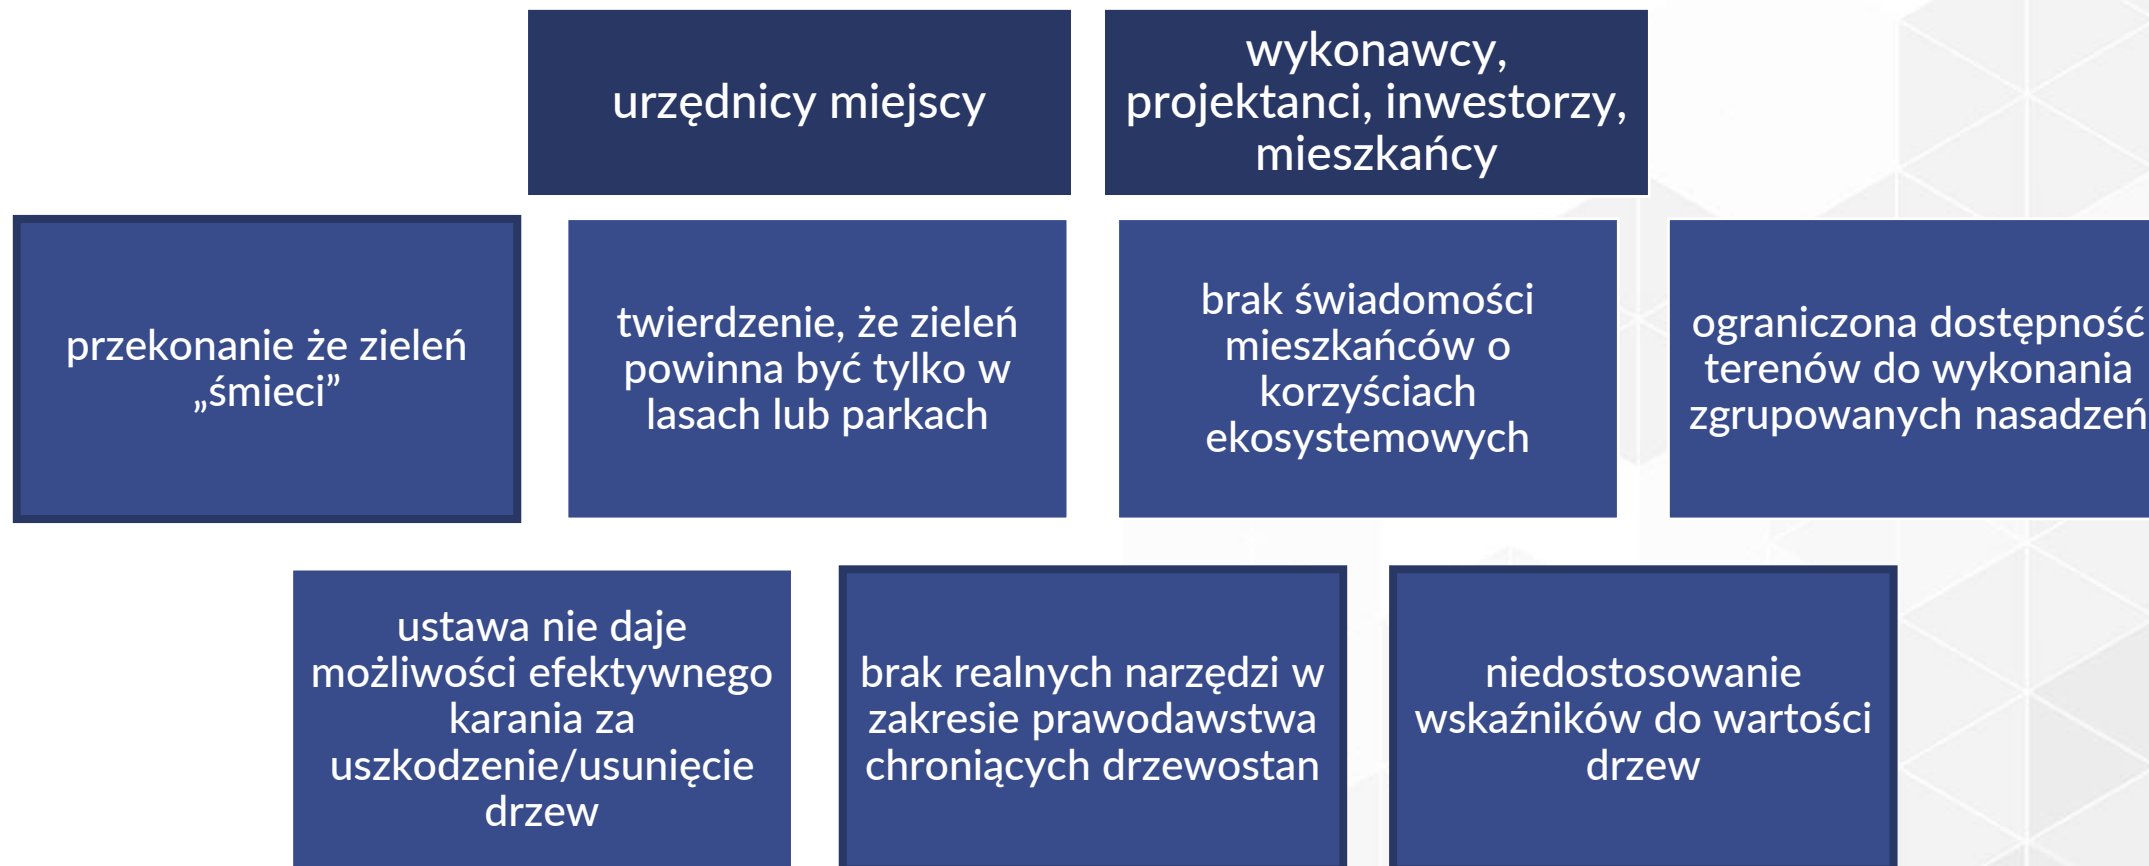 urzędnicy miejscy
wykonawcy,
projektanci, inwestorzy,
mieszkańcy
przekonanie że zieleń
„śmieci”
twierdzenie, że zieleń
powinna być tylko w
lasach lub parkach
brak świadomości
mieszkańców o
korzyściach
ekosystemowych
ograniczona dostępność
terenów do wykonania
zgrupowanych nasadzeń
ustawa nie daje
możliwości efektywnego
karania za
uszkodzenie/usunięcie
drzew
brak realnych narzędzi w
zakresie prawodawstwa
chroniących drzewostan
niedostosowanie
wskaźników do wartości
drzew